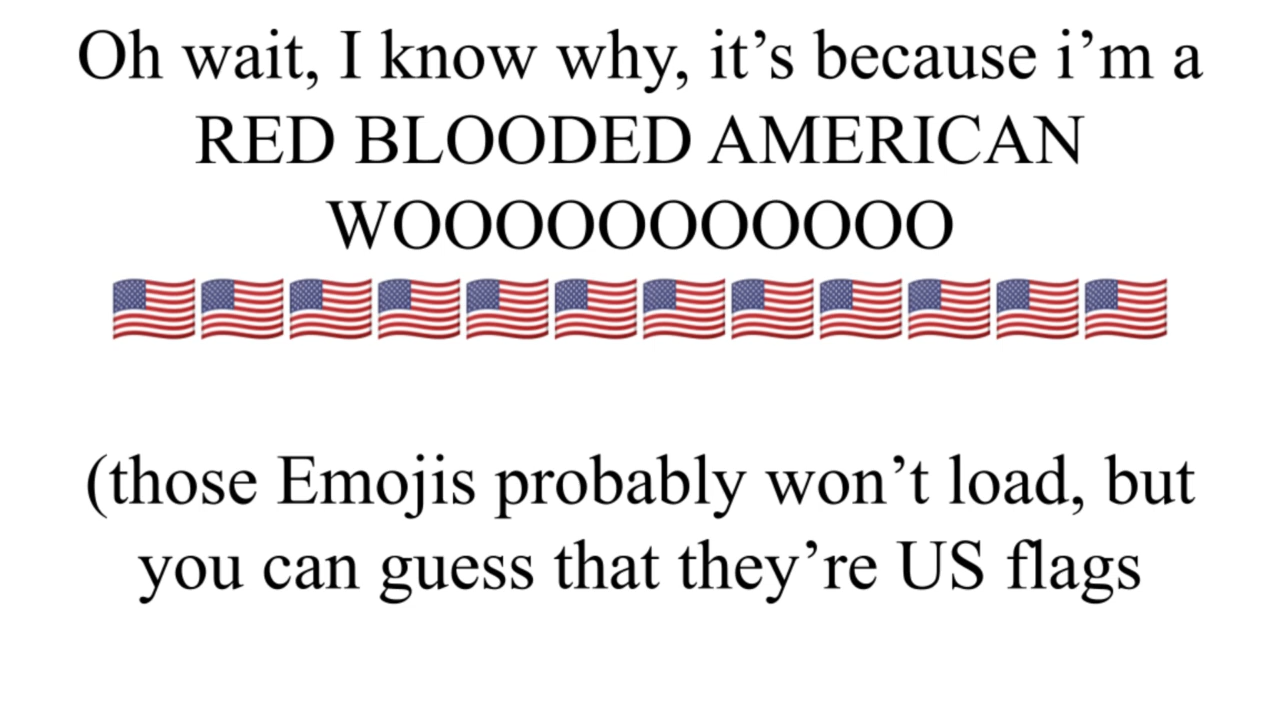 Oh wait, I know why, it’s because i’m a
RED BLOODED AMERICAN
WOOOOOOOOOOO
🇺🇸🇺🇸🇺🇸🇺🇸🇺🇸🇺🇸🇺🇸🇺🇸🇺🇸🇺🇸🇺🇸🇺🇸
(those Emojis probably won’t load, but
you can guess that they’re US flags